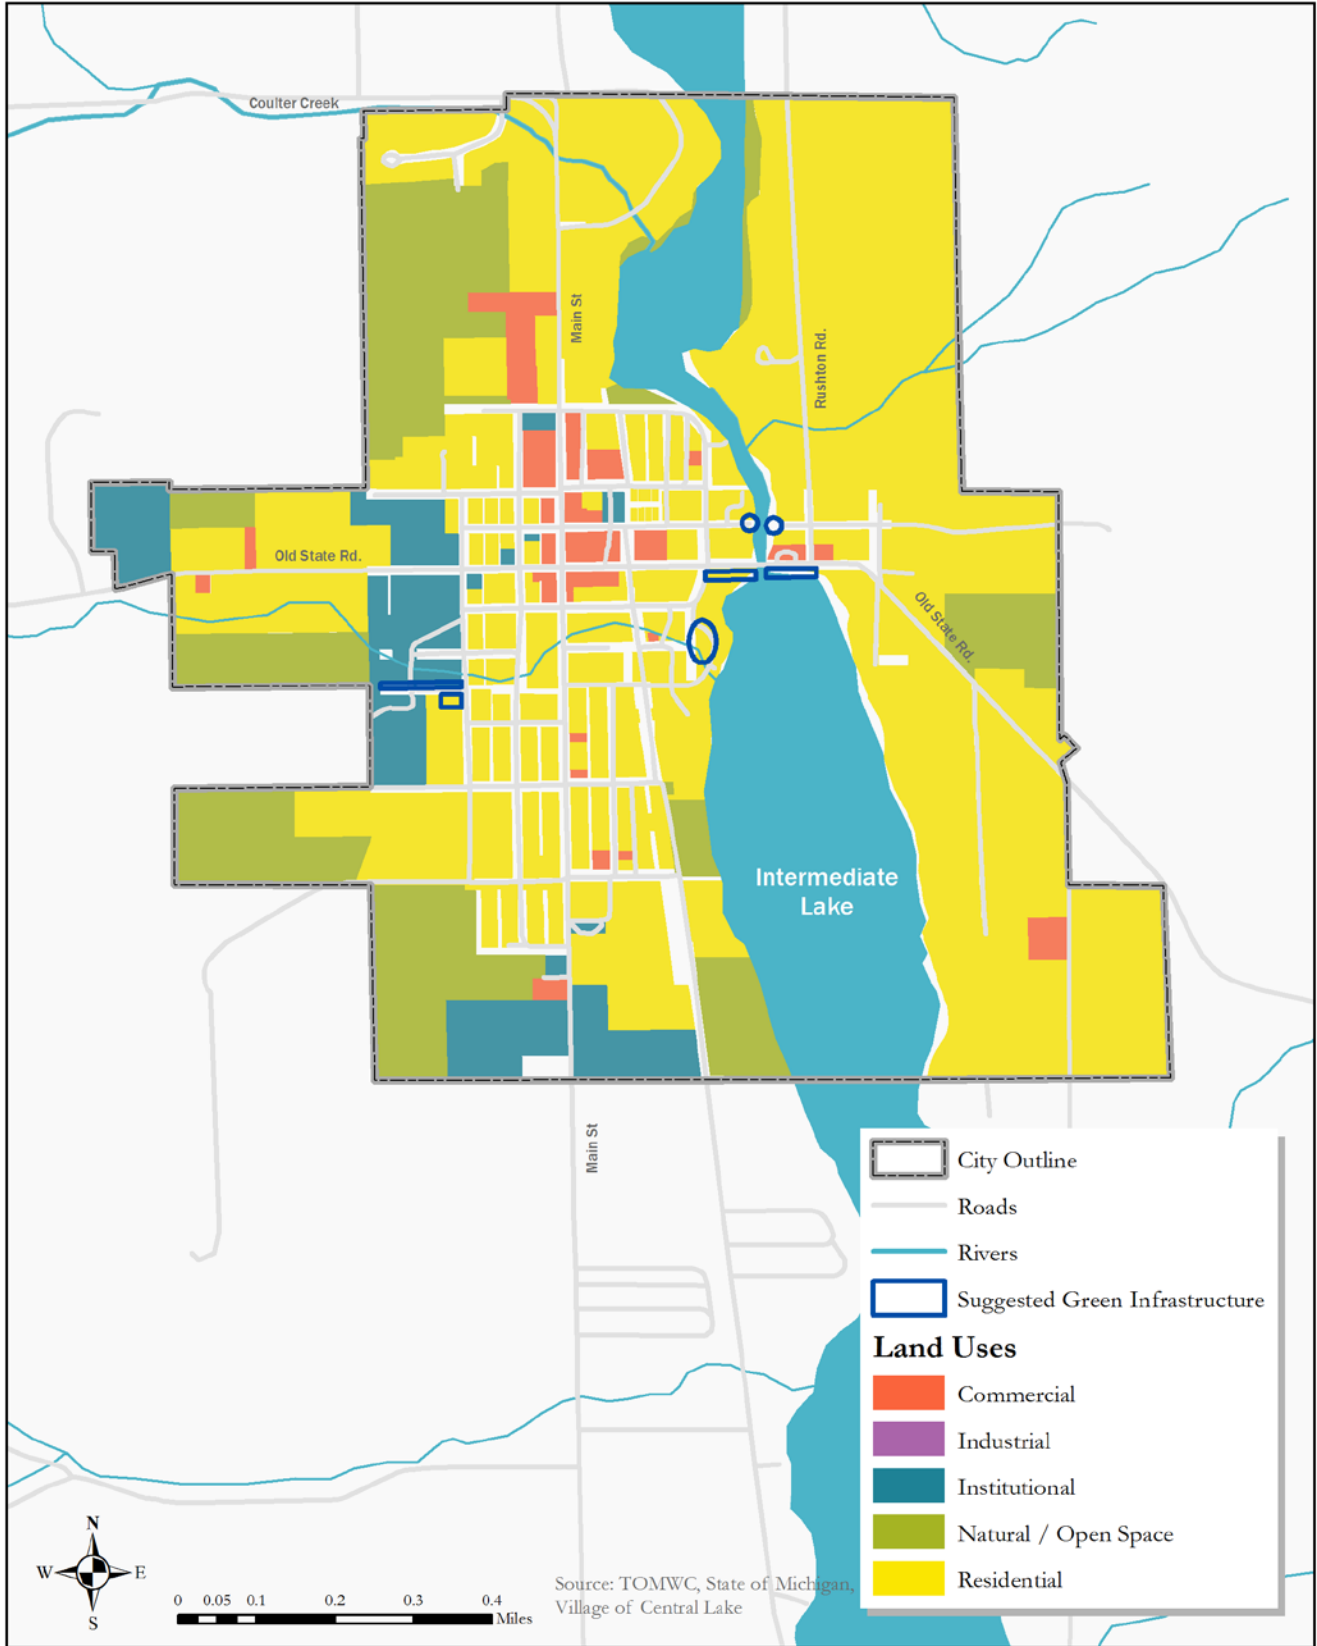 Coulter Creek
Main St
Rushton Rd.
Old State Rd.
Old State Rd.
Intermediate
Lake
Main St
City Outline
Roads
Rivers
Suggested Green Infrastructure
Land Uses
Commercial
Industrial
Institutional
Natural / Open Space
Residential
N
W E
S
0 0.05 0.1 0.2 0.3 0.4
Miles
Source: TOMWC, State of Michigan,
Village of Central Lake